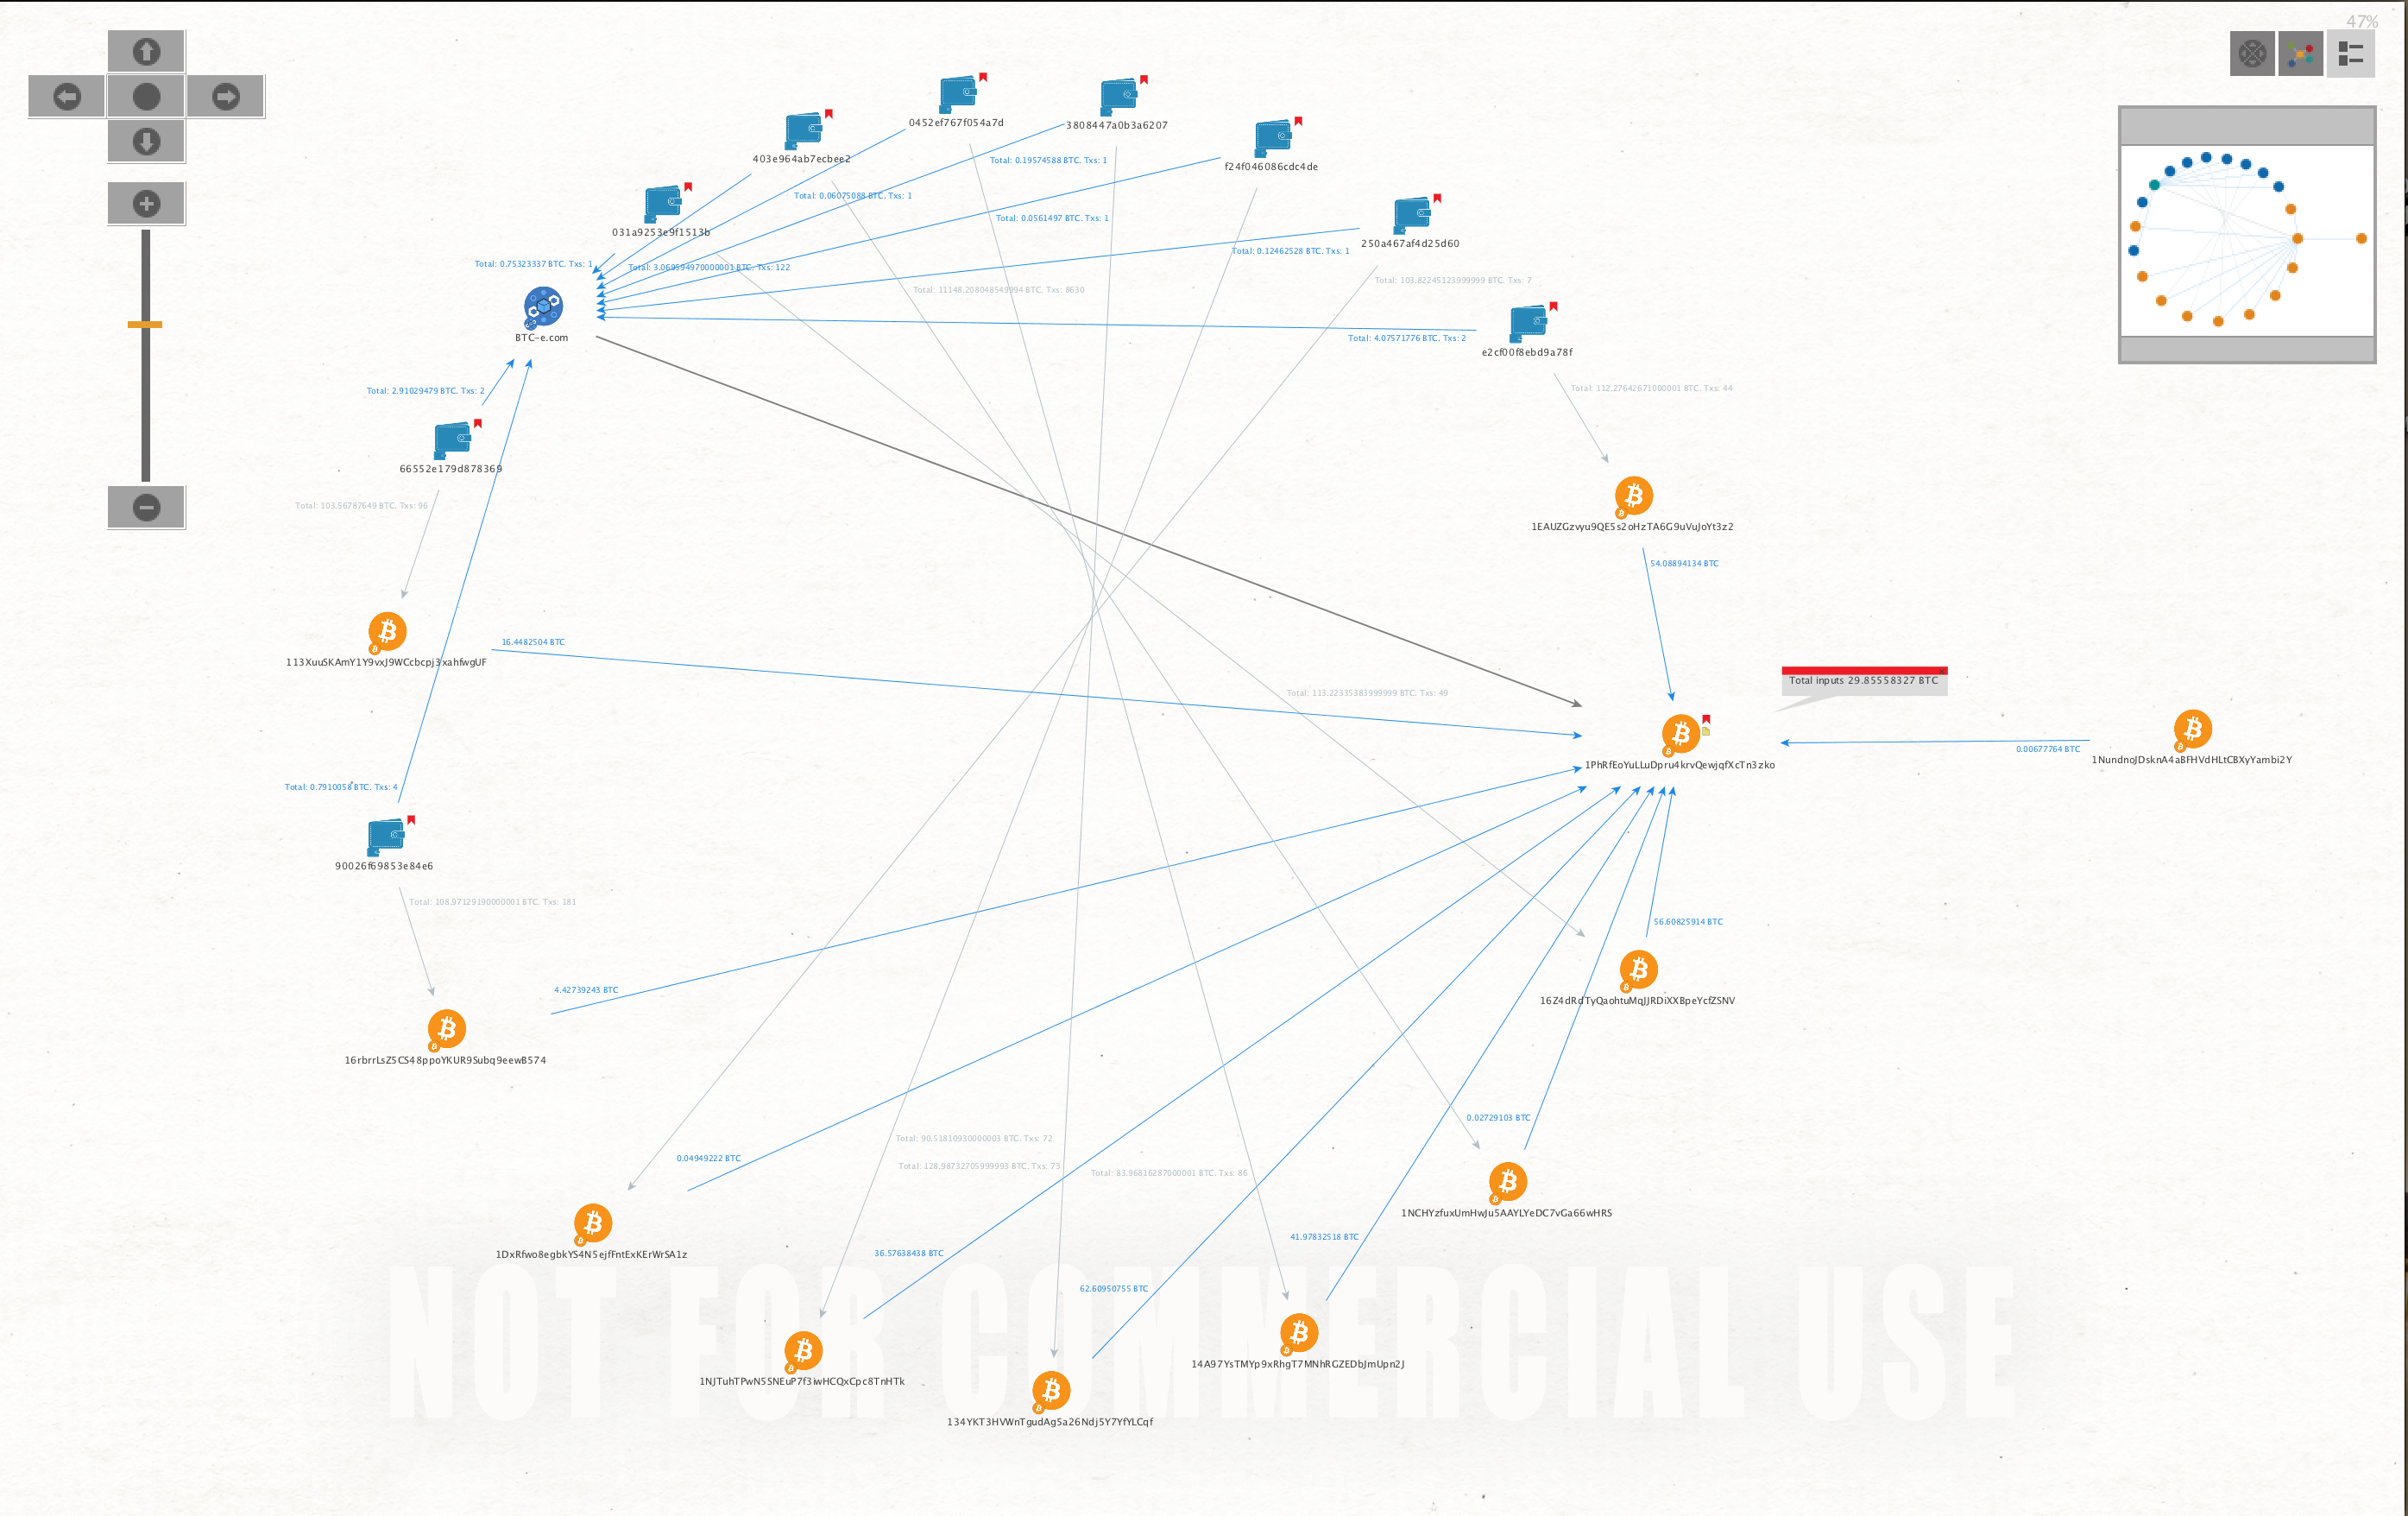 47%
0452ef767f054a7d
3808447a0b3a6207
403e964ab7ecbee2
Total: 0.19574588 BTC. Txs: 1
f24f046086cdc4de
Total: 0.06075088 BTC. Txs: 1
Total: 0.0561497 BTC. Txs: 1
031a9253e9f1513b
250a467af4d25d60
Total: 0.12462528 BTC. Txs: 1
Total: 0.75323337 BTC. Txs: 1
Total: 3.069594970000001 BTC. Txs: 122
Total: 103.82245123999999 BTC. Txs: 7
Total: 11148.208048549994 BTC. Txs: 8630
BTC-e.com
Total: 4.07571776 BTC. Txs: 2
e2cf00f8ebd9a78f
Total: 112.27642671000001 BTC. Txs: 44
Total: 2.91029479 BTC. Txs: 2
66552e179d878369
Total: 103.56787649 BTC. Txs: 96
1EAUZGzvyu9QE5s2oHzTA6G9uVuJoYt3z2
54.08894134 BTC
16.4482504 BTC
113XuuSKAmY1Y9vxJ9WCcbcpj3xahfwgUF
Total inputs 29.85558327 BTC
Total: 113.22335383999999 BTC. Txs: 49
0.00677764 BTC
1NundnoJDsknA4aBFHVdHLtCBXyYambi2Y
1PhRfEoYuLLuDpru4krvQewjqfXcTn3zko
Total: 0.7910058 BTC. Txs: 4
90026f69853e84e6
Total: 108.97129190000001 BTC. Txs: 181
56.60825914 BTC
4.42739243 BTC
16Z4dRdTyQaohtuMqJJRDiXXBpeYcfZSNV
16rbrrLsZ5CS48ppoYKUR9Subq9eewB574
0.02729103 BTC
Total: 90.51810930000003 BTC. Txs: 72
0.04949222 BTC
Total: 128.98732705999993 BTC. Txs: 73
Total: 83.96816287000001 BTC. Txs: 86
1NCHYzfuxUmHwJu5AAYLYeDC7vGa66wHRS
41.97832518 BTC
1DxRfwo8egbkYS4N5ejfFntExKErWrSA1z
36.57638438 BTC
62.60950755 BTC
NOT FOR COMMERCIAL USE
14A97YsTMYp9xRhgT7MNhRGZEDbJmUpn2J
1NJTuhTPwN5SNEuP7f3iwHCQxCpc8TnHTk
134YKT3HVWnTgudAg5a26Ndj5Y7YfYLCqf